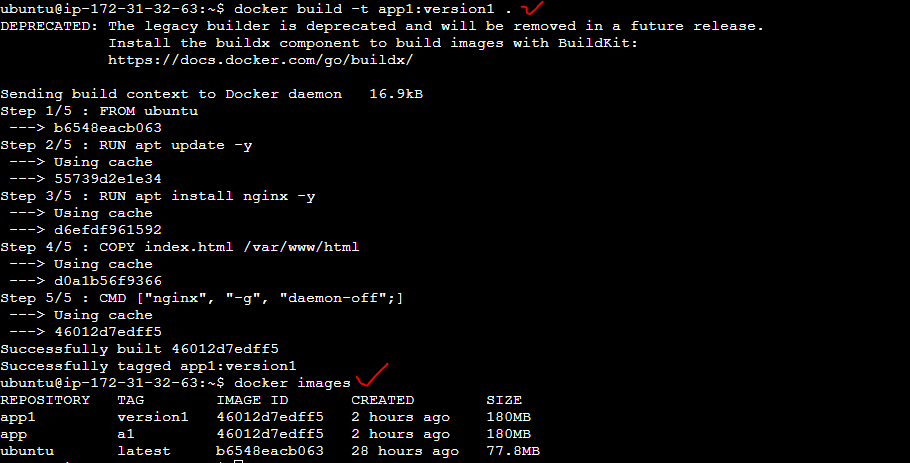 ubuntu@ip-172-31-32-63:~$ docker build -t app1:version1 .
DEPRECATED: The legacy builder is deprecated and will be removed in a future release.
Install the buildx component to build images with BuildKit:
https://docs.docker.com/go/buildx/
Sending build context to Docker daemon 16.9kB
Step 1/5 : FROM ubuntu
---> b6548eacb063
Step 2/5 : RUN apt update -y
---> Using cache
---> 55739d2e1e34
Step 3/5 : RUN apt install nginx -y
---> Using cache
---> d6efdf961592
Step 4/5 : COPY index.html /var/www/html
---> Using cache
---> d0a1b56f9366
Step 5/5 : CMD ["nginx", "-g", "daemon-off";]
---> Using cache
---> 46012d7edff5
Successfully built 46012d7edff5
Successfully tagged app1:version1
ubuntu@ip-172-31-32-63:~$ docker images
REPOSITORY TAG IMAGE ID CREATED SIZE
app1 version1 46012d7edff5 2 hours ago 180MB
app a1 46012d7edff5 2 hours ago 180MB
ubuntu latest b6548eacb063 28 hours ago 77.8MB